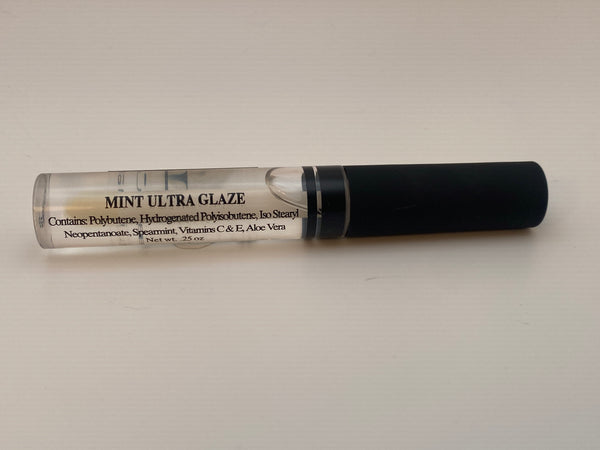 MINT ULTRA GLAZE
Contains: Polybutene, Hydrogenated Polyisobutene, Iso Stearyl
Neopentanoate, Spearmint, Vitamins C & E, Aloe Vera
Net wt. .25 oz